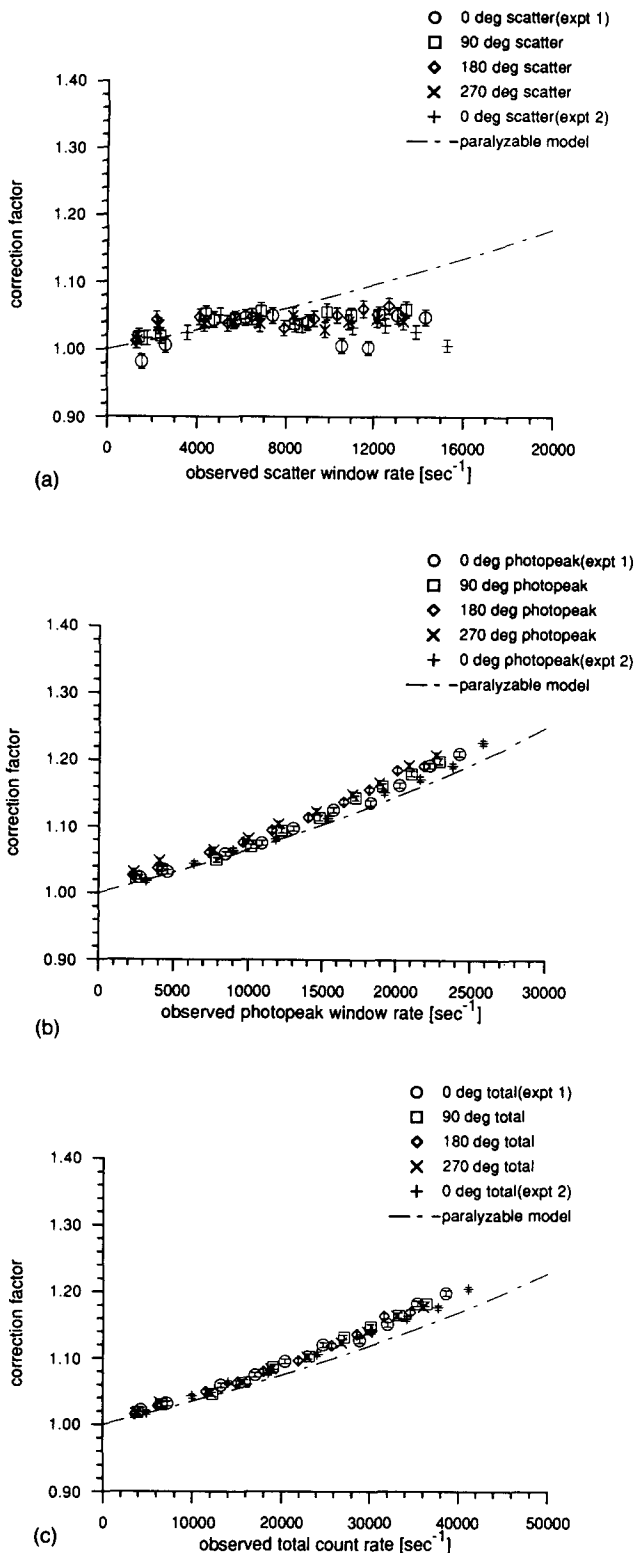 0 deg scatter(expt 1)
90 deg scatter
180 deg scatter
270 deg scatter
0 deg scatter(expt 2)
paralyzable model
1.40
1.30
1.20
1.10
1.00
0.90
correction factor
0 4000 8000 12000 16000 20000
observed scatter window rate [sec⁻¹]
(a)
0 deg photopeak(expt 1)
90 deg photopeak
180 deg photopeak
270 deg photopeak
0 deg photopeak(expt 2)
paralyzable model
1.40
1.30
1.20
1.10
1.00
0.90
correction factor
0 5000 10000 15000 20000 25000 30000
observed photopeak window rate [sec⁻¹]
(b)
0 deg total(expt 1)
90 deg total
180 deg total
270 deg total
0 deg total(expt 2)
paralyzable model
1.40
1.30
1.20
1.10
1.00
0.90
correction factor
0 10000 20000 30000 40000 50000
observed total count rate [sec⁻¹]
(c)